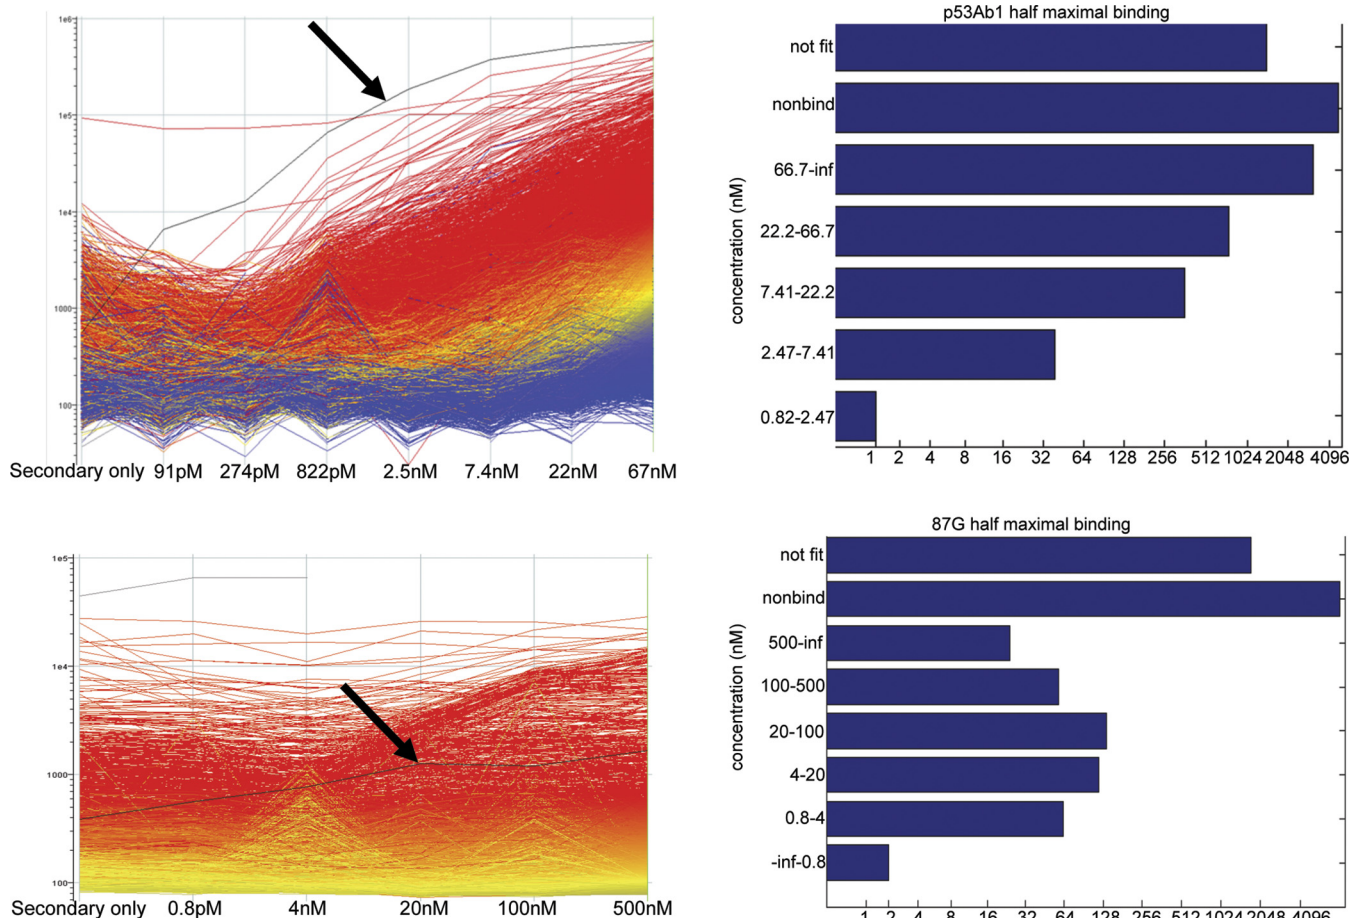 1e6
1e5
1e4
1000
100
Secondary only 91pM 274pM 822pM 2.5nM 7.4nM 22nM 67nM
p53Ab1 half maximal binding
concentration (nM)
not fit
nonbind
66.7-inf
22.2-66.7
7.41-22.2
2.47-7.41
0.82-2.47
1 2 4 8 16 32 64 128 256 512 1024 2048 4096
1e5
1e4
1000
100
Secondary only 0.8pM 4nM 20nM 100nM 500nM
87G half maximal binding
concentration (nM)
not fit
nonbind
500-inf
100-500
20-100
4-20
0.8-4
-inf-0.8
1 2 4 8 16 32 64 128 256 512 1024 2048 4096